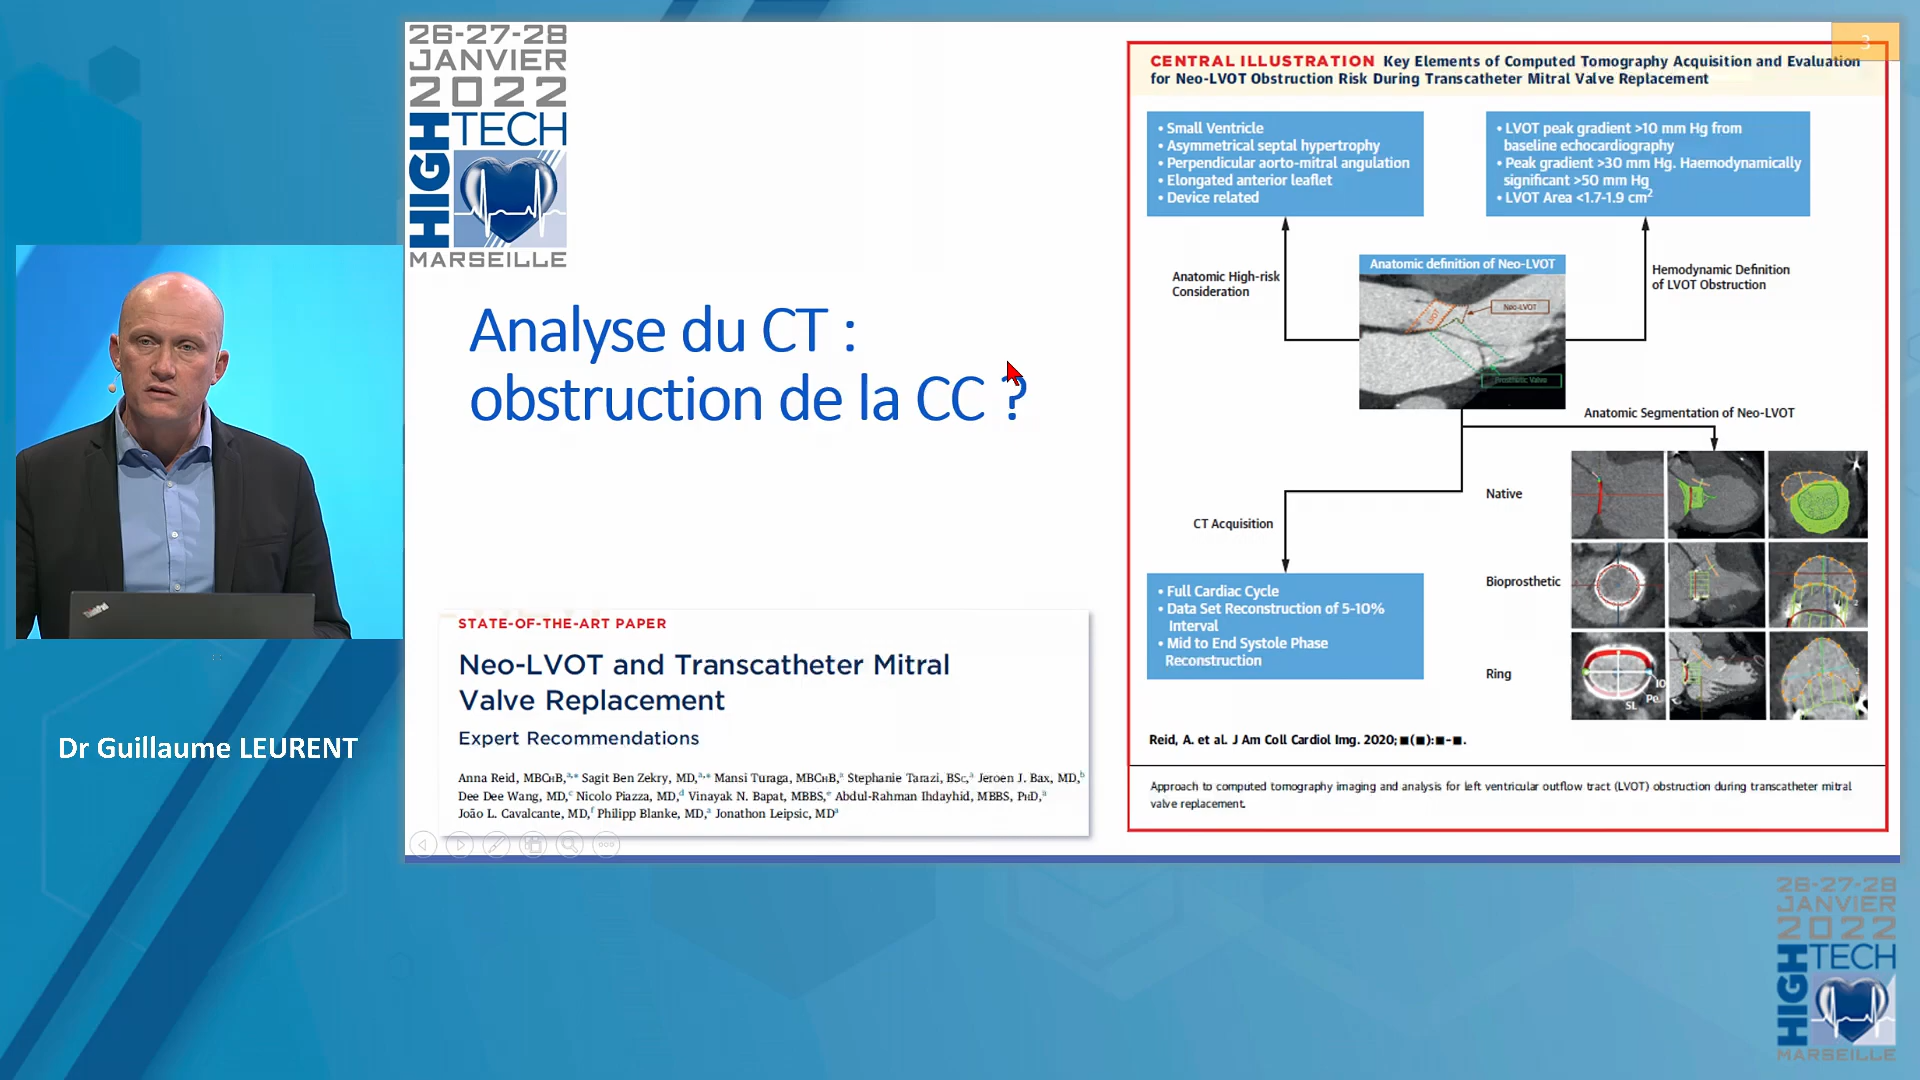 26-27-28
JANVIER
2022
HIGHTECH
MARSEILLE
Analyse du CT :
obstruction de la CC ?
STATE-OF-THE-ART PAPER
Neo-LVOT and Transcatheter Mitral
Valve Replacement
Expert Recommendations
Anna Reid, MBCHB,a,* Sagit Ben Zekry, MD,a,* Mansi Turaga, MBCHB,a Stephanie Tarazi, BSC,a Jeroen J. Bax, MD,b
Dee Dee Wang, MD,c Nicolo Piazza, MD,d Vinayak N. Bapat, MBBS,e Abdul-Rahman Ihdayhid, MBBS, PHD,a
João L. Cavalcante, MD,f Philipp Blanke, MD,a Jonathon Leipsic, MDa
3
CENTRAL ILLUSTRATION Key Elements of Computed Tomography Acquisition and Evaluation
for Neo-LVOT Obstruction Risk During Transcatheter Mitral Valve Replacement
• Small Ventricle
• Asymmetrical septal hypertrophy
• Perpendicular aorto-mitral angulation
• Elongated anterior leaflet
• Device related
• LVOT peak gradient >10 mm Hg from
baseline echocardiography
• Peak gradient >30 mm Hg. Haemodynamically
significant >50 mm Hg
• LVOT Area <1.7-1.9 cm2
Anatomic High-risk
Consideration
Anatomic definition of Neo-LVOT
Neo-LVOT
LVOT
Prosthetic Valve
Hemodynamic Definition
of LVOT Obstruction
Anatomic Segmentation of Neo-LVOT
Native
Bioprosthetic
Ring
SL
CT Acquisition
• Full Cardiac Cycle
• Data Set Reconstruction of 5-10%
Interval
• Mid to End Systole Phase
Reconstruction
Reid, A. et al. J Am Coll Cardiol Img. 2020;■(■):■-■.
Approach to computed tomography imaging and analysis for left ventricular outflow tract (LVOT) obstruction during transcatheter mitral
valve replacement.
Dr Guillaume LEURENT
26-27-28
JANVIER
2022
HIGHTECH
MARSEILLE